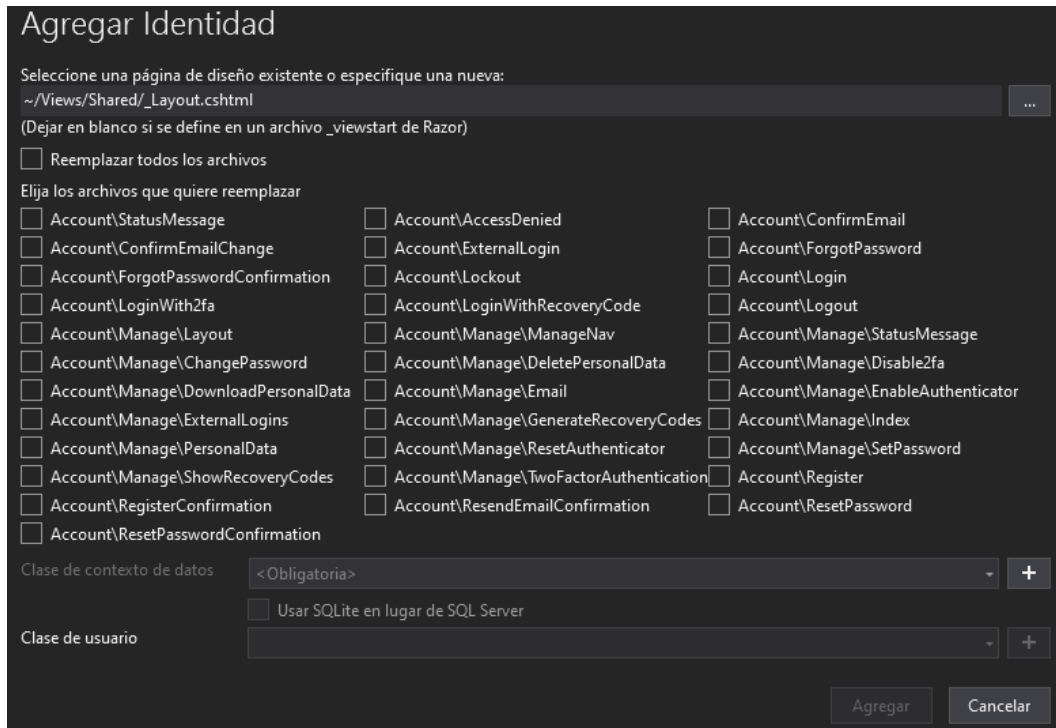 Agregar Identidad
Seleccione una página de diseño existente o especifique una nueva:
~/Views/Shared/_Layout.cshtml
...
(Dejar en blanco si se define en un archivo _viewstart de Razor)
Reemplazar todos los archivos
Elija los archivos que quiere reemplazar
Account\StatusMessage Account\AccessDenied Account\ConfirmEmail
Account\ConfirmEmailChange Account\ExternalLogin Account\ForgotPassword
Account\ForgotPasswordConfirmation Account\Lockout Account\Login
Account\LoginWith2fa Account\LoginWithRecoveryCode Account\Logout
Account\Manage\Layout Account\Manage\ManageNav Account\Manage\StatusMessage
Account\Manage\ChangePassword Account\Manage\DeletePersonalData Account\Manage\Disable2fa
Account\Manage\DownloadPersonalData Account\Manage\Email Account\Manage\EnableAuthenticator
Account\Manage\ExternalLogins Account\Manage\GenerateRecoveryCodes Account\Manage\Index
Account\Manage\PersonalData Account\Manage\ResetAuthenticator Account\Manage\SetPassword
Account\Manage\ShowRecoveryCodes Account\Manage\TwoFactorAuthentication Account\Register
Account\RegisterConfirmation Account\ResendEmailConfirmation Account\ResetPassword
Account\ResetPasswordConfirmation
Clase de contexto de datos <Obligatoria> +
Usar SQLite en lugar de SQL Server
Clase de usuario +
Agregar Cancelar